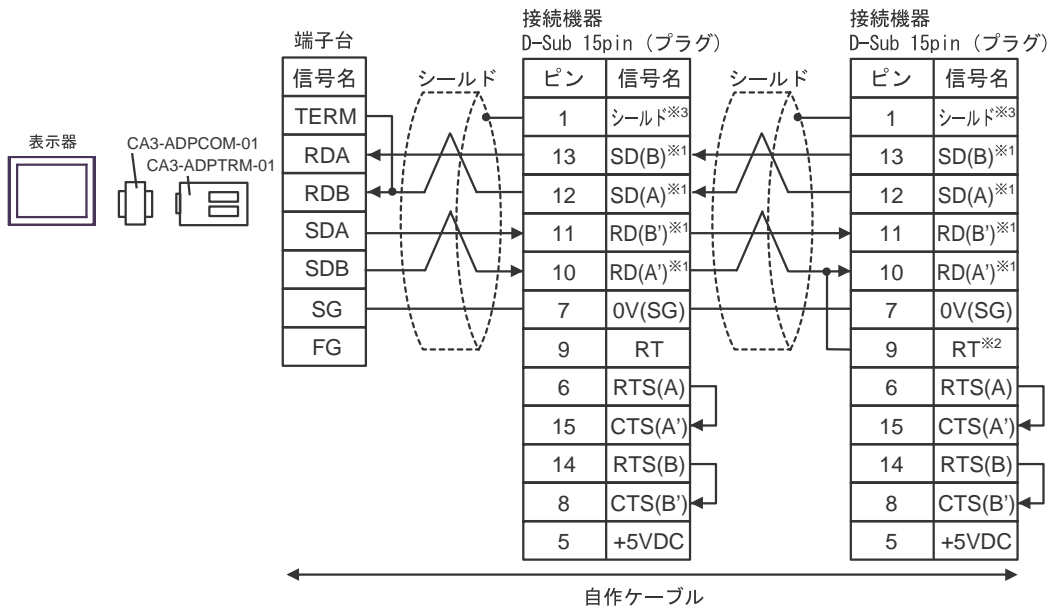 表示器
CA3-ADPCOM-01
CA3-ADPTRM-01
端子台
信号名
TERM
RDA
RDB
SDA
SDB
SG
FG
シールド
接続機器
D-Sub 15pin (プラグ)
ピン 信号名
1 シールド※3
13 SD(B)※1
12 SD(A)※1
11 RD(B')※1
10 RD(A')※1
7 0V(SG)
9 RT
6 RTS(A)
15 CTS(A')
14 RTS(B)
8 CTS(B')
5 +5VDC
シールド
接続機器
D-Sub 15pin (プラグ)
ピン 信号名
1 シールド※3
13 SD(B)※1
12 SD(A)※1
11 RD(B')※1
10 RD(A')※1
7 0V(SG)
9 RT※2
6 RTS(A)
15 CTS(A')
14 RTS(B)
8 CTS(B')
5 +5VDC
自作ケーブル